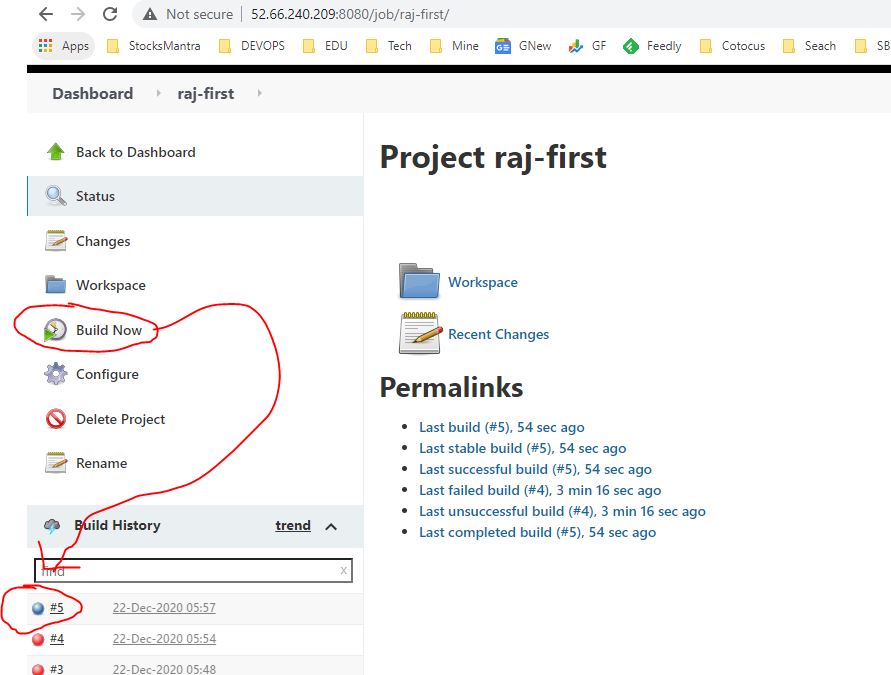 Not secure | 52.66.240.209:8080/job/raj-first/
Apps StocksMantra DEVOPS EDU Tech Mine GNew GF Feedly Cotocus Seach SB
Dashboard raj-first
Back to Dashboard
Status
Changes
Workspace
Build Now
Configure
Delete Project
Rename
Build History trend
find x
#5 22-Dec-2020 05:57
#4 22-Dec-2020 05:54
#3 22-Dec-2020 05:48
Project raj-first
Workspace
Recent Changes
Permalinks
Last build (#5), 54 sec ago
Last stable build (#5), 54 sec ago
Last successful build (#5), 54 sec ago
Last failed build (#4), 3 min 16 sec ago
Last unsuccessful build (#4), 3 min 16 sec ago
Last completed build (#5), 54 sec ago